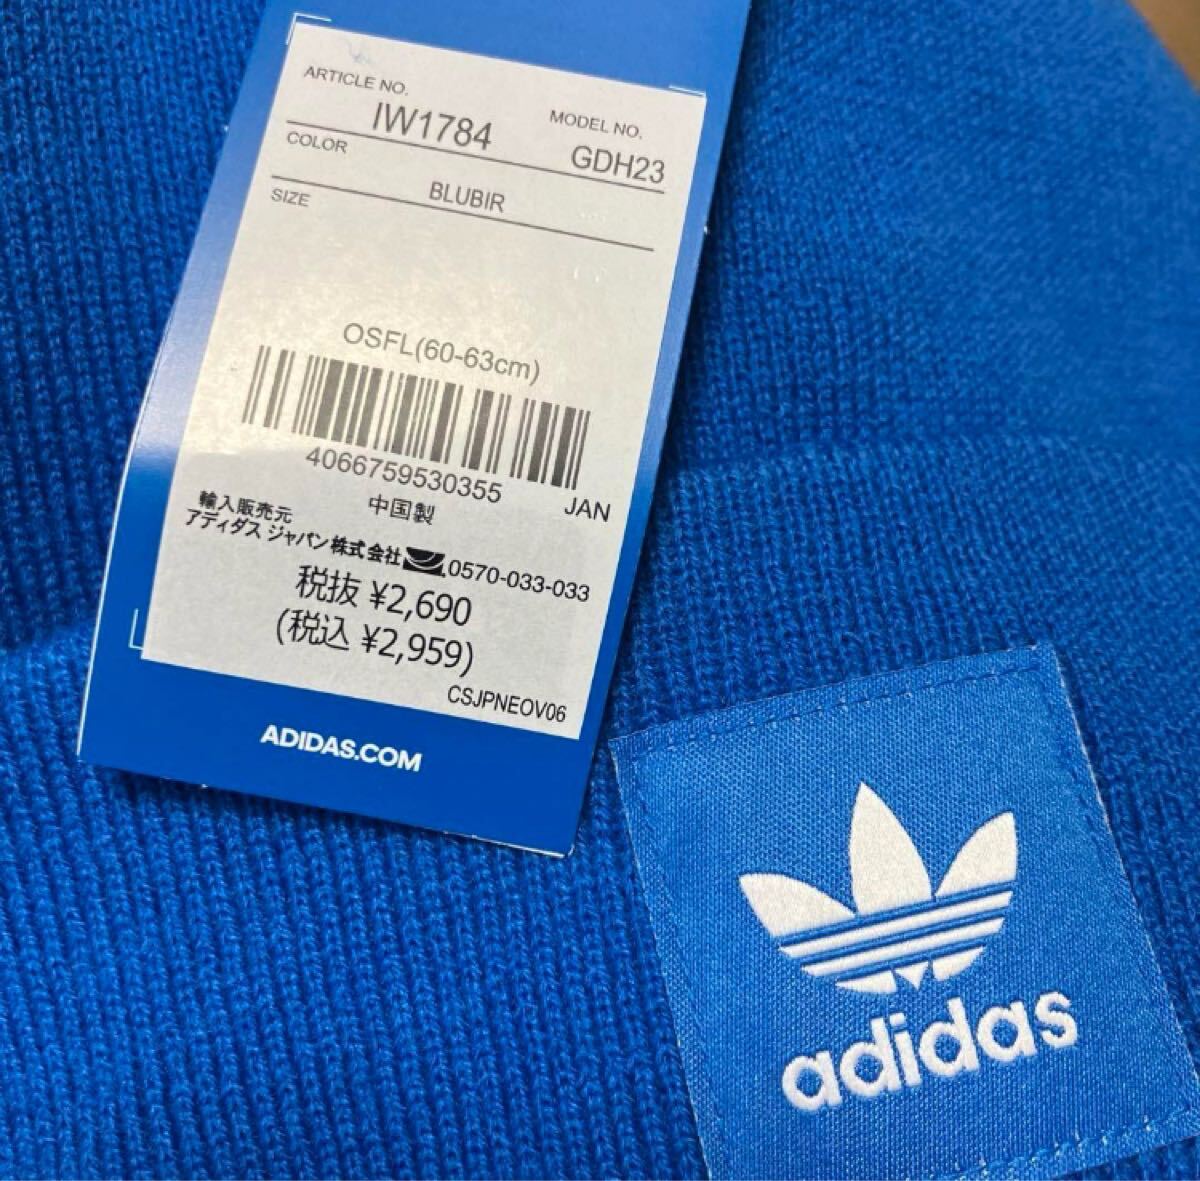 ARTICLE NO.
IW1784
MODEL NO.
GDH23
COLOR
BLUBIR
SIZE
OSFL(60-63cm)
4066759530355
JAN
中国製
輸入販売元
アディダス ジャパン株式会社 0570-033-033
税抜 ¥2,690
(税込 ¥2,959)
CSJPNEOV06
ADIDAS.COM
adidas